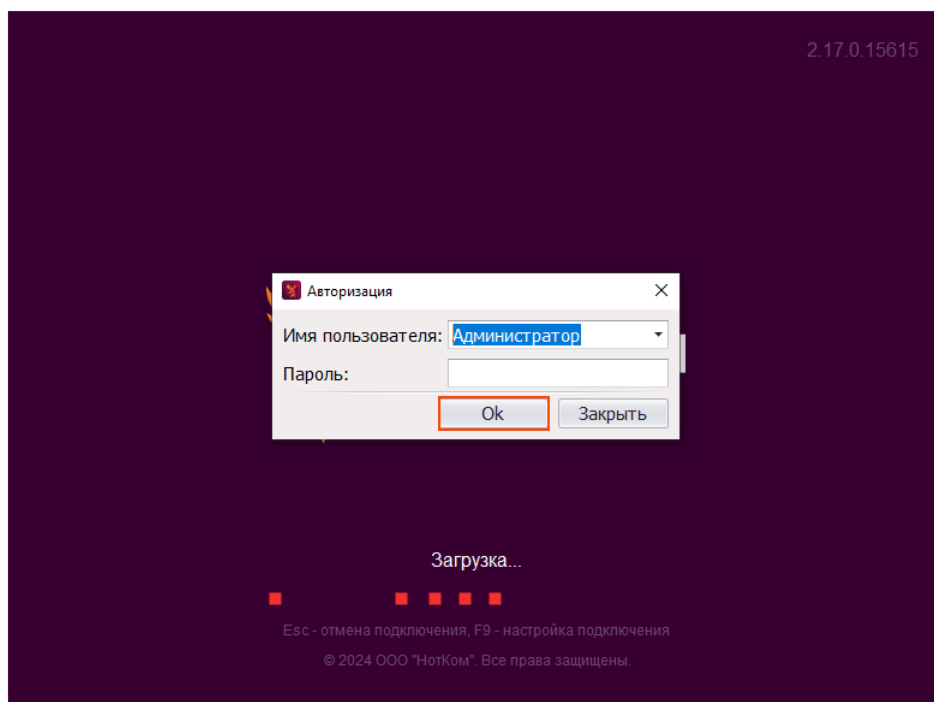 2.17.0.15615
Авторизация
Имя пользователя: Администратор
Пароль:
Ok Закрыть
Загрузка...
Esc - отмена подключения, F9 - настройка подключения
© 2024 ООО "НотКом". Все права защищены.